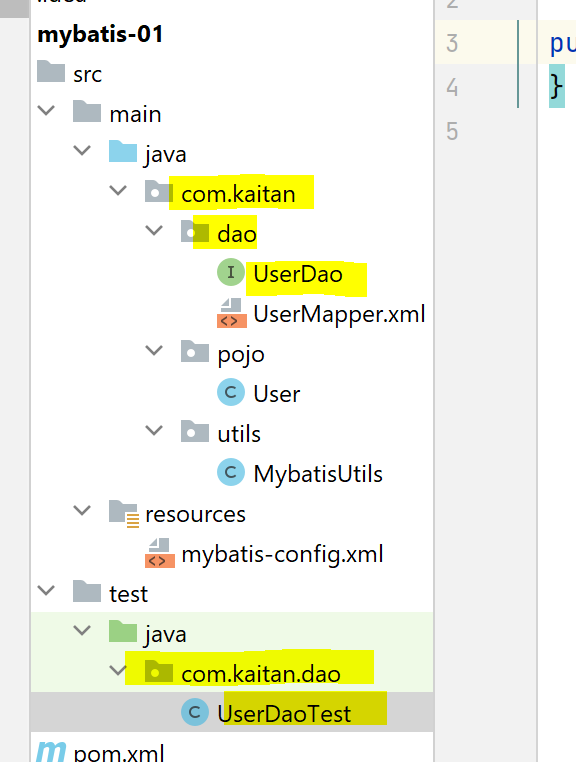 mybatis-01
src
main
java
com.kaitan
dao
I UserDao
UserMapper.xml
pojo
C User
utils
C MybatisUtils
resources
mybatis-config.xml
test
java
com.kaitan.dao
C UserDaoTest
m pom.xml
3 pu
4 }
5